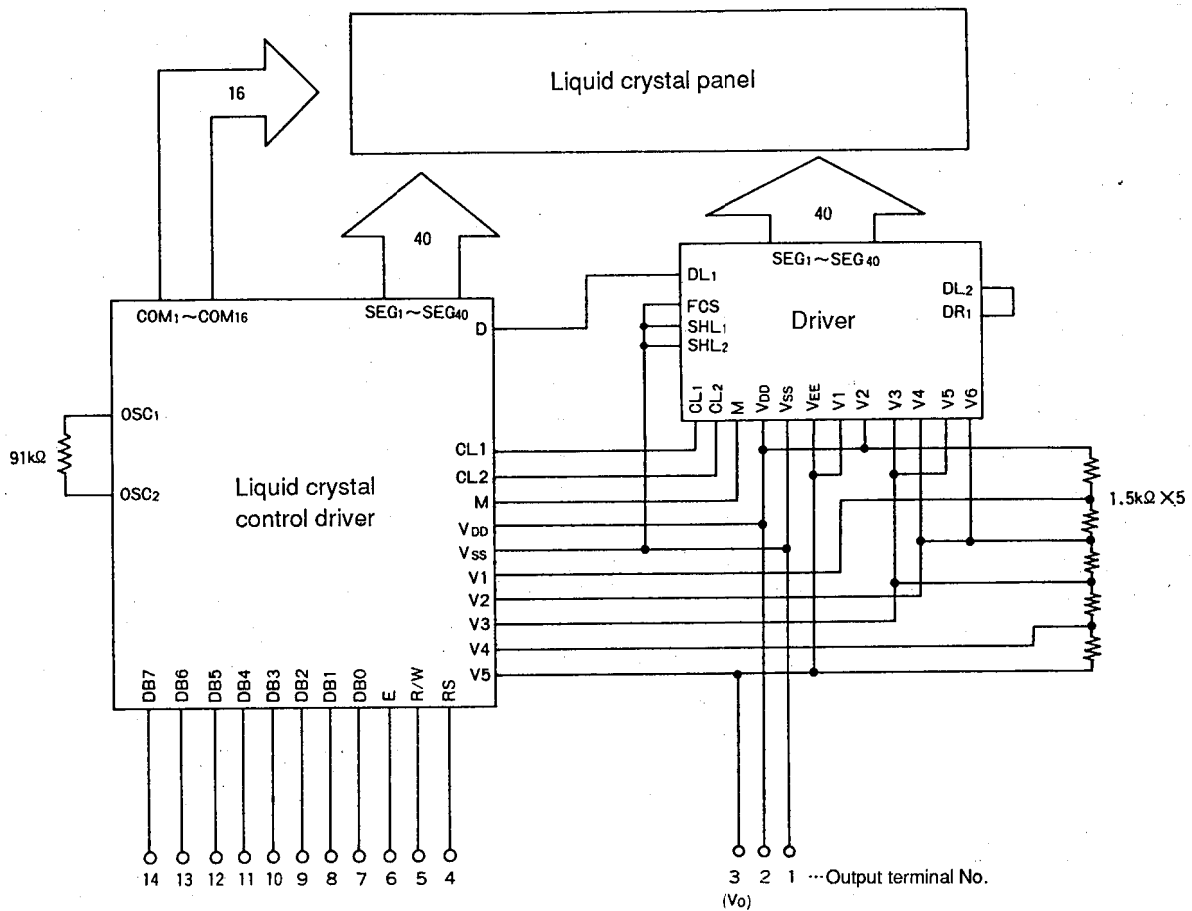 Liquid crystal panel
16
40
40
COM1~COM16
SEG1~SEG40
D
OSC1
OSC2
91kΩ
Liquid crystal
control driver
CL1
CL2
M
VDD
VSS
V1
V2
V3
V4
V5
DB7
DB6
DB5
DB4
DB3
DB2
DB1
DB0
E
R/W
RS
SEG1~SEG40
DL1
FCS
SHL1
SHL2
Driver
DL2
DR1
CL1
CL2
M
VDD
VSS
VEE
V1
V2
V3
V4
V5
V6
1.5kΩ×5
14
13
12
11
10
9
8
7
6
5
4
3
2
1
···Output terminal No.
(Vo)